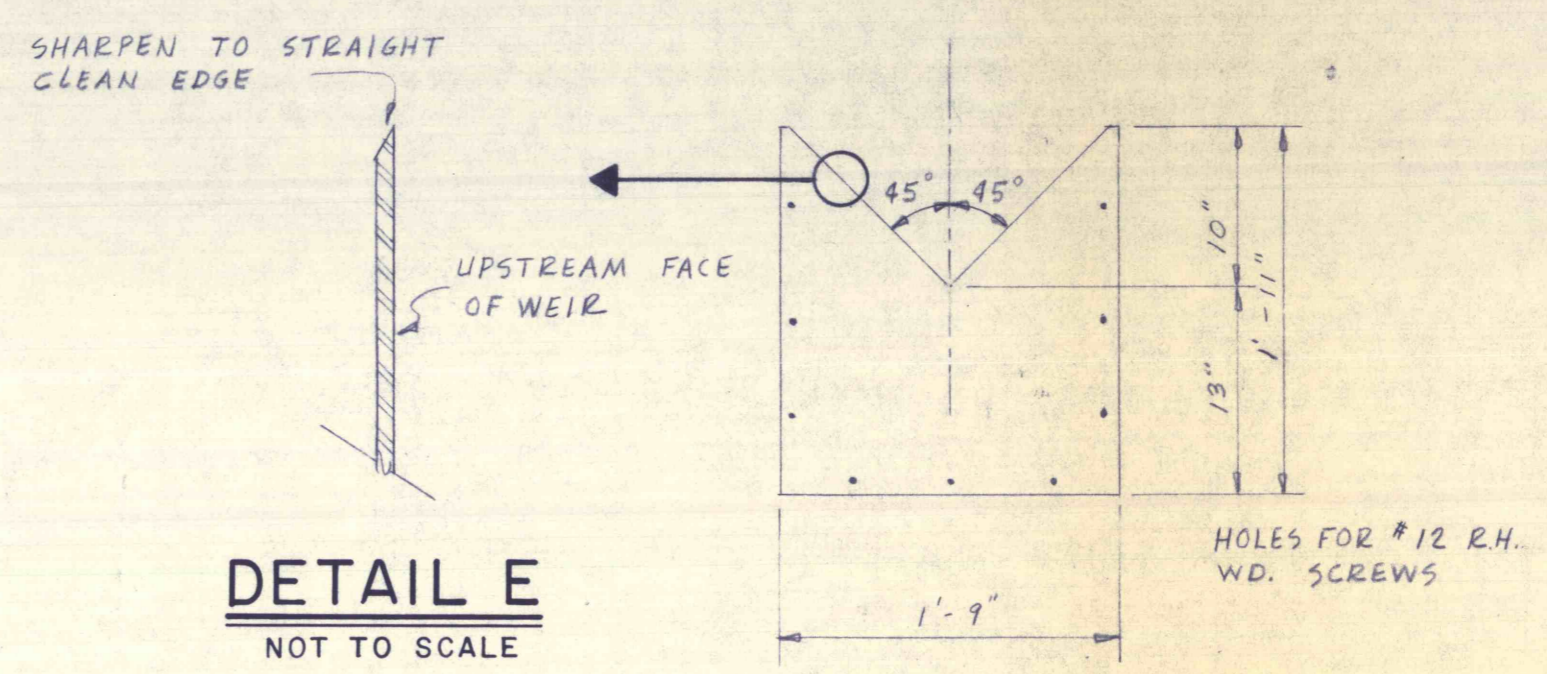 SHARPEN TO STRAIGHT
CLEAN EDGE
UPSTREAM FACE
OF WEIR
45° 45°
10"
1'-11"
13"
HOLES FOR #12 R.H.
WD. SCREWS
1'-9"
DETAIL E
NOT TO SCALE